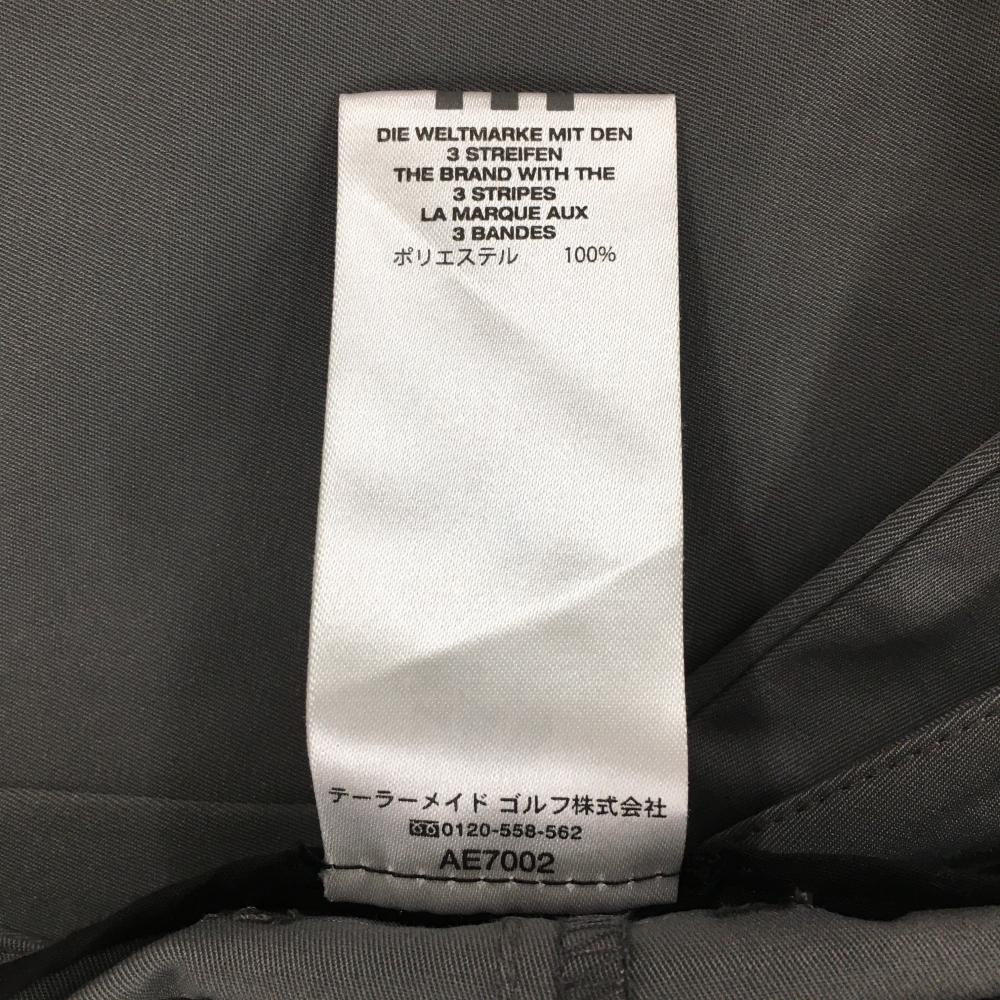 DIE WELTMARKE MIT DEN
3 STREIFEN
THE BRAND WITH THE
3 STRIPES
LA MARQUE AUX
3 BANDES
ポリエステル 100%
テーラーメイド ゴルフ株式会社
0120-558-562
AE7002